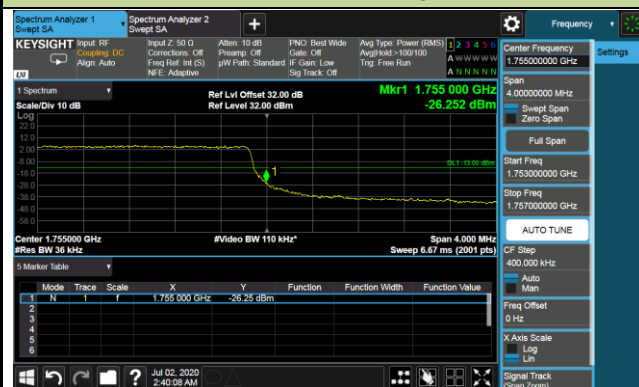 Spectrum Analyzer 1
Swept SA
Spectrum Analyzer 2
Swept SA
+
Frequency
KEYSIGHT
Input: RF
Coupling: DC
Align: Auto
Input Z: 50 Ω
Corrections: Off
Freq Ref: Int (S)
NFE: Adaptive
Atten: 10 dB
Preamp: Off
µW Path: Standard
PNO: Best Wide
Gate: Off
IF Gain: Low
Sig Track: Off
Avg Type: Power (RMS)
Avg|Hold:>100/100
Trig: Free Run
1 2 3 4 5 6
A W W W W W
A N N N N N
LXI
1 Spectrum
Scale/Div 10 dB
Ref Lvl Offset 32.00 dB
Ref Level 32.00 dBm
Mkr1 1.755 000 GHz
-26.252 dBm
Log
22.0
12.0
2.00
-8.00
-18.0
-28.0
-38.0
-48.0
-58.0
DL1 -13.00 dBm
1
Center 1.755000 GHz
#Res BW 36 kHz
#Video BW 110 kHz*
Span 4.000 MHz
Sweep 6.67 ms (2001 pts)
5 Marker Table
Mode Trace Scale X Y Function Function Width Function Value
1 N 1 f 1.755 000 GHz -26.25 dBm
2
3
4
5
6
Center Frequency
1.755000000 GHz
Settings
Span
4.00000000 MHz
Swept Span
Zero Span
Full Span
Start Freq
1.753000000 GHz
Stop Freq
1.757000000 GHz
AUTO TUNE
CF Step
400.000 kHz
Auto
Man
Freq Offset
0 Hz
X Axis Scale
Log
Lin
Signal Track
(Span Zoom)
?
Jul 02, 2020
2:40:08 AM